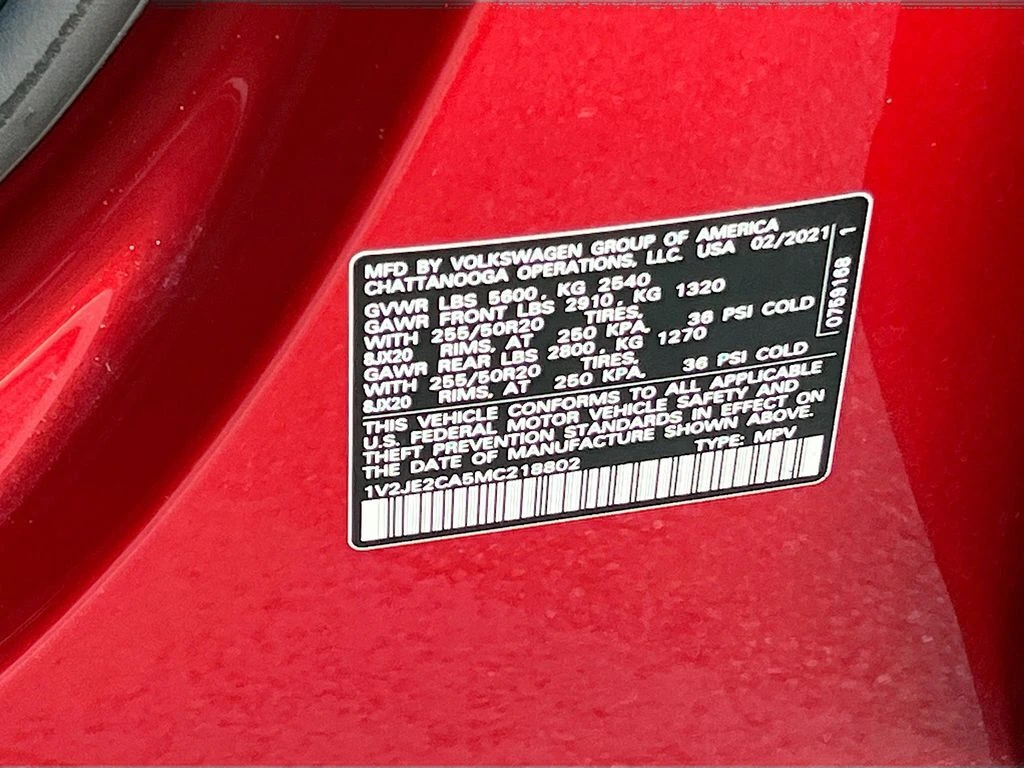 MFD BY VOLKSWAGEN GROUP OF AMERICA
CHATTANOOGA OPERATIONS, LLC. USA 02/2021
GVWR LBS 5600, KG 2540
GAWR FRONT LBS 2910, KG 1320
WITH 255/50R20 TIRES,
8JX20 RIMS, AT 250 KPA, 36 PSI COLD
GAWR REAR LBS 2800, KG 1270
WITH 255/50R20 TIRES,
8JX20 RIMS, AT 250 KPA, 36 PSI COLD
THIS VEHICLE CONFORMS TO ALL APPLICABLE
U.S. FEDERAL MOTOR VEHICLE SAFETY, AND
THEFT PREVENTION STANDARDS IN EFFECT ON
THE DATE OF MANUFACTURE SHOWN ABOVE.
TYPE: MPV
1V2JE2CA5MC218802
0759168 1